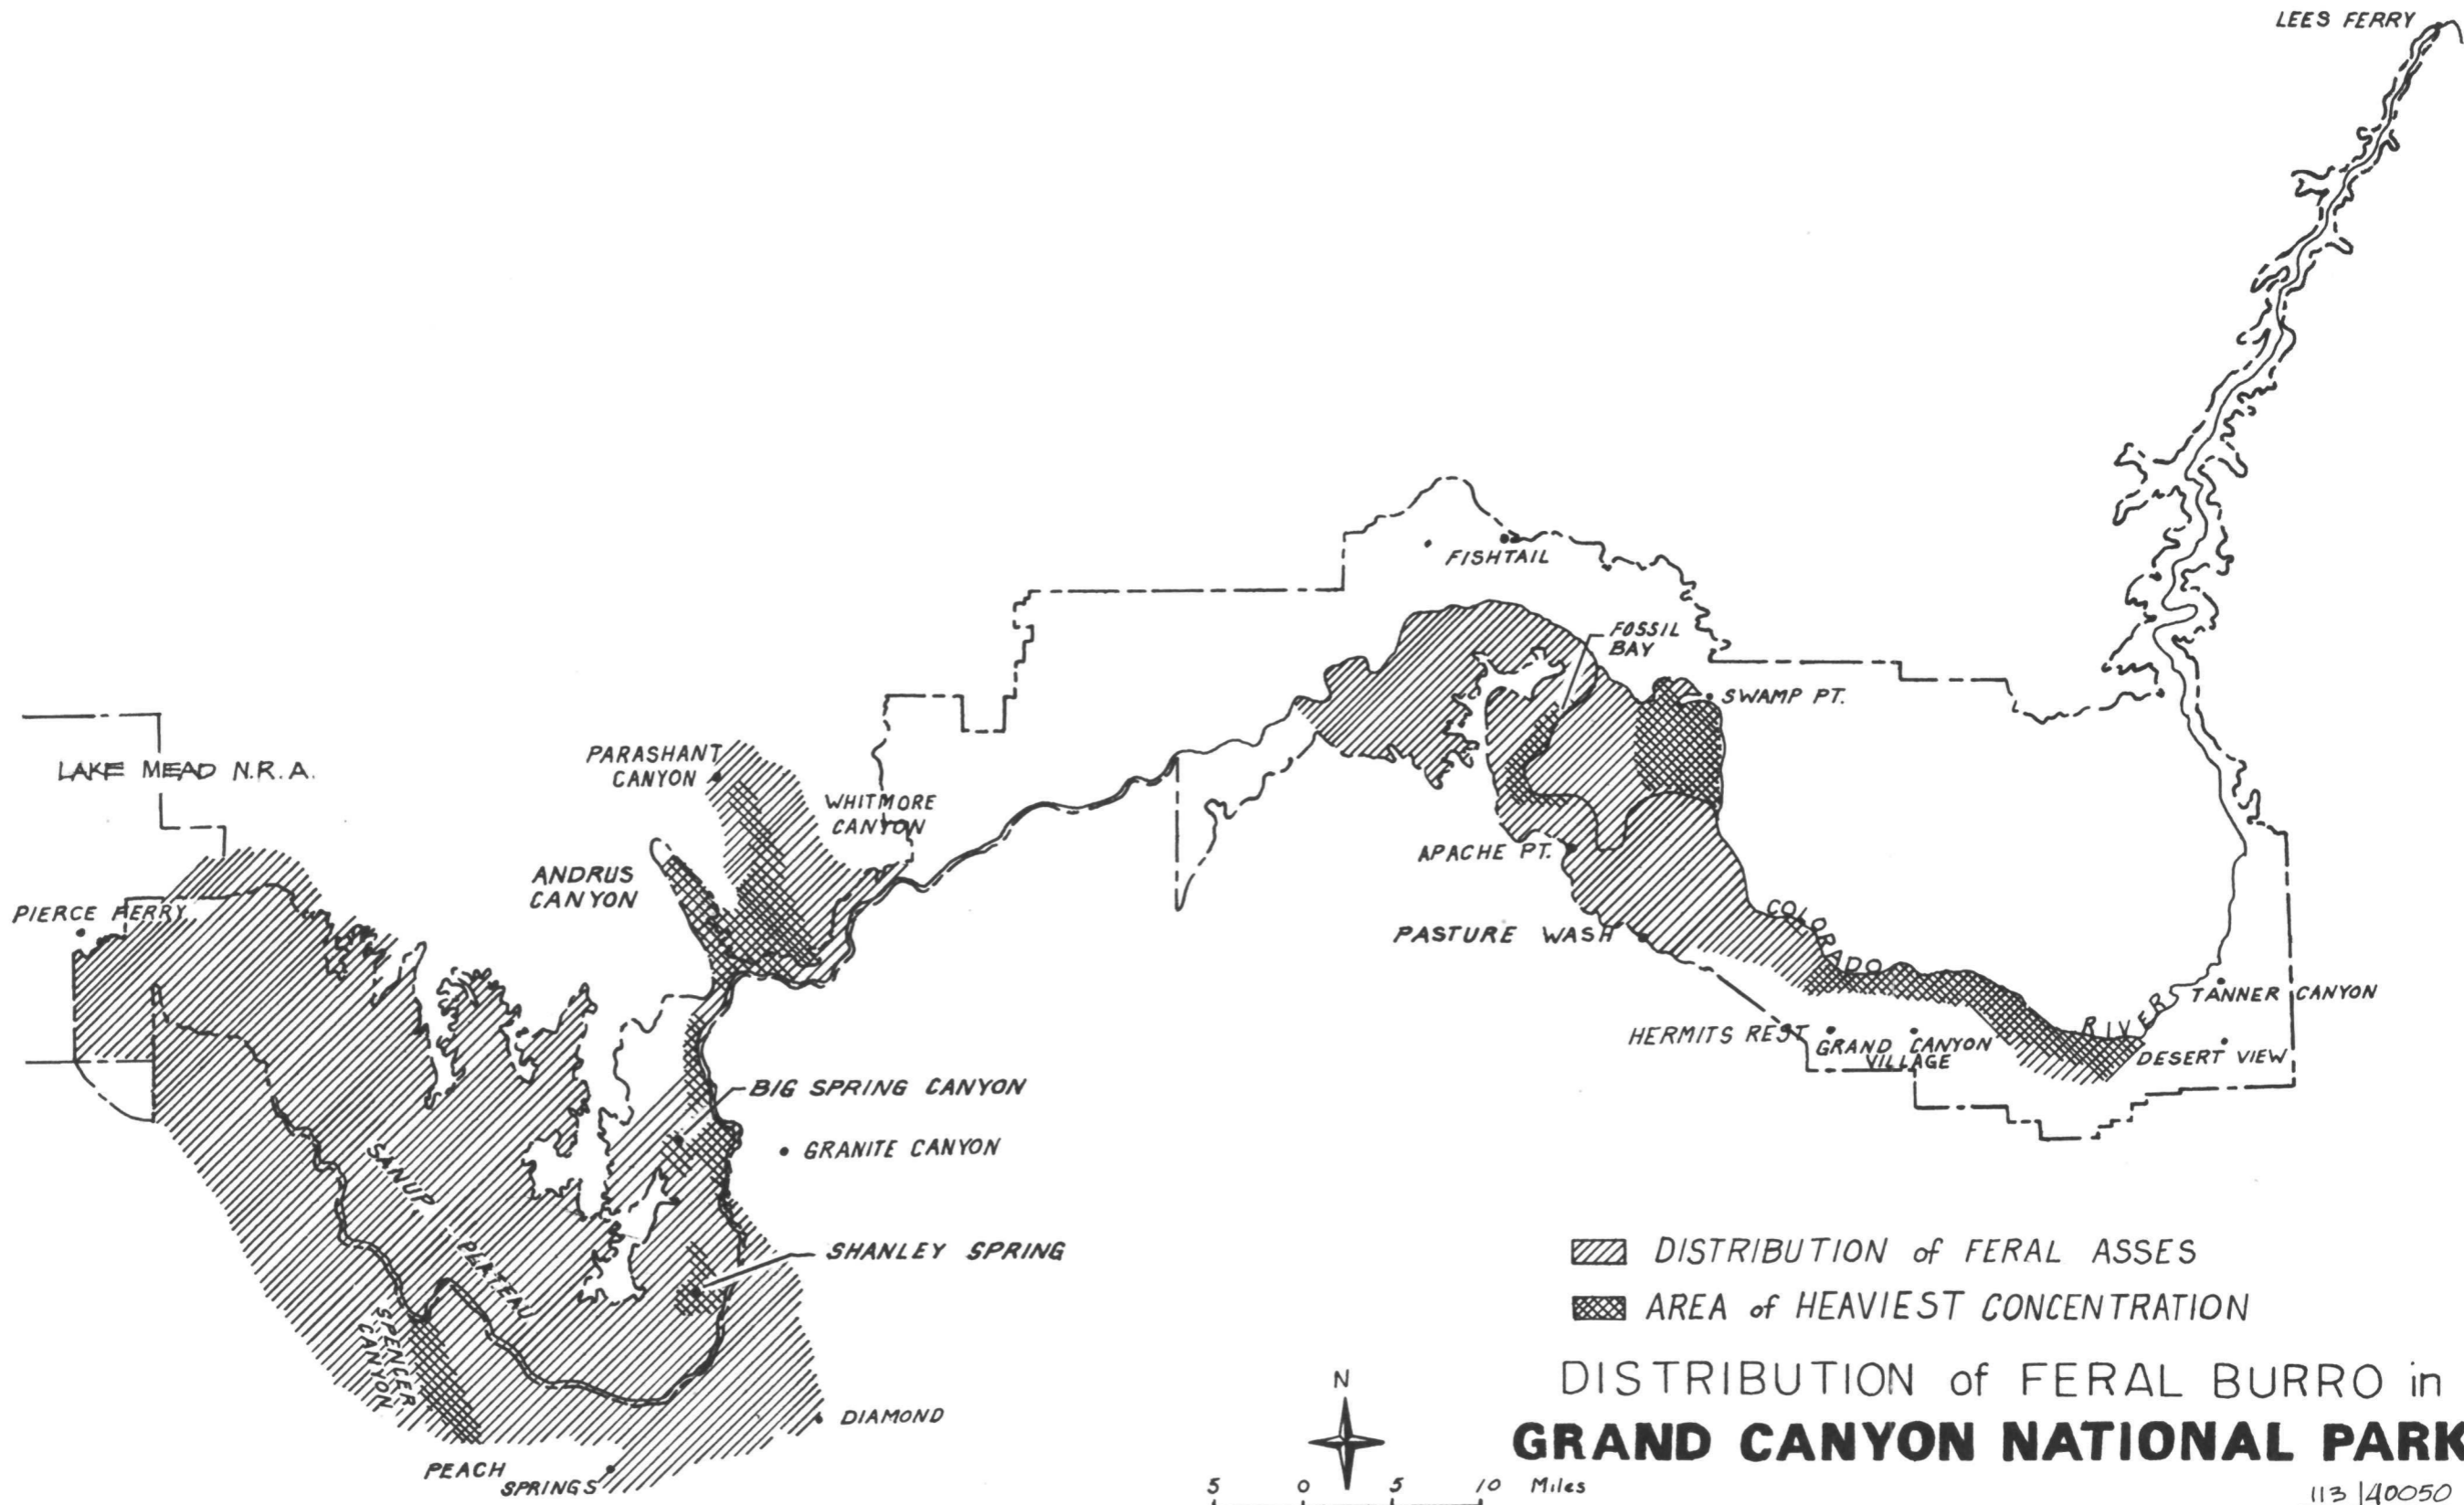 LEES FERRY
FISHTAIL
FOSSIL
BAY
SWAMP PT.
PARASHANT
CANYON
LAKE MEAD N.R.A.
WHITMORE
CANYON
APACHE PT.
ANDRUS
CANYON
PIERCE FERRY
COLORADO
RIVER
PASTURE WASH
TANNER CANYON
HERMITS REST
GRAND CANYON
VILLAGE
DESERT VIEW
BIG SPRING CANYON
GRANITE CANYON
SANUP
PLATEAU
SHANLEY SPRING
SPENCER
CANYON
DIAMOND
PEACH
SPRINGS
DISTRIBUTION of FERAL ASSES
AREA of HEAVIEST CONCENTRATION
DISTRIBUTION of FERAL BURRO in
GRAND CANYON NATIONAL PARK
N
5 0 5 10 Miles
113 |40050